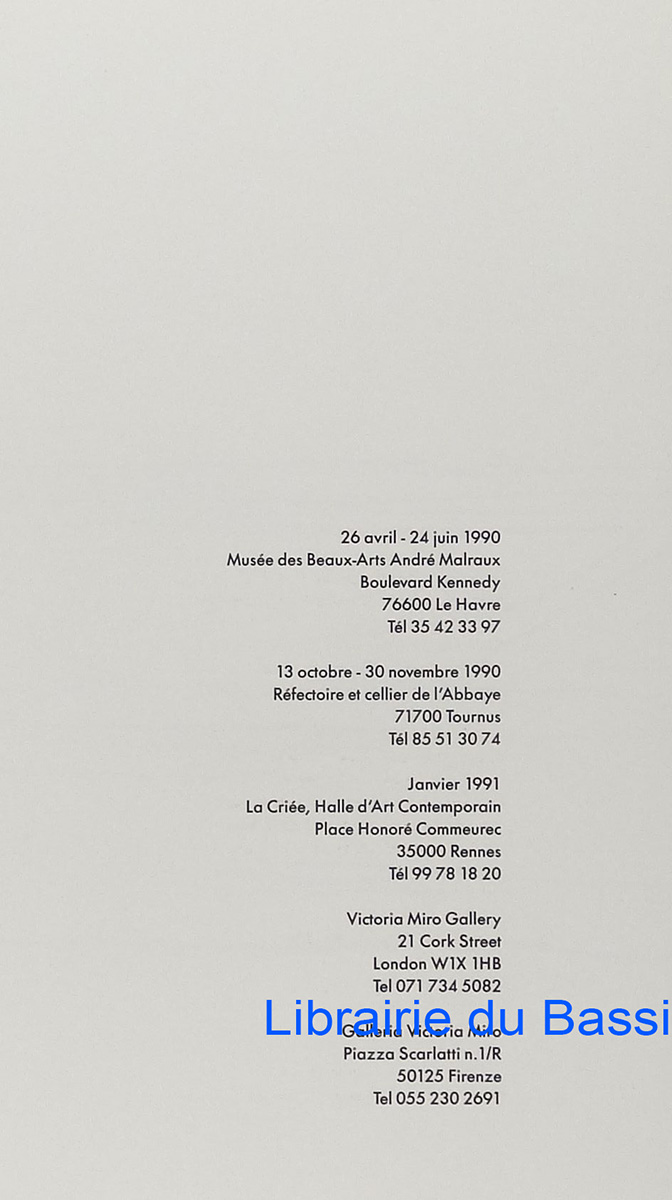 26 avril - 24 juin 1990
Musée des Beaux-Arts André Malraux
Boulevard Kennedy
76600 Le Havre
Tél 35 42 33 97
13 octobre - 30 novembre 1990
Réfectoire et cellier de l'Abbaye
71700 Tournus
Tél 85 51 30 74
Janvier 1991
La Criée, Halle d'Art Contemporain
Place Honoré Commeurec
35000 Rennes
Tél 99 78 18 20
Victoria Miro Gallery
21 Cork Street
London W1X 1HB
Tel 071 734 5082
Librairie du Bassi
Galleria Victoria Miro
Piazza Scarlatti n.1/R
50125 Firenze
Tel 055 230 2691